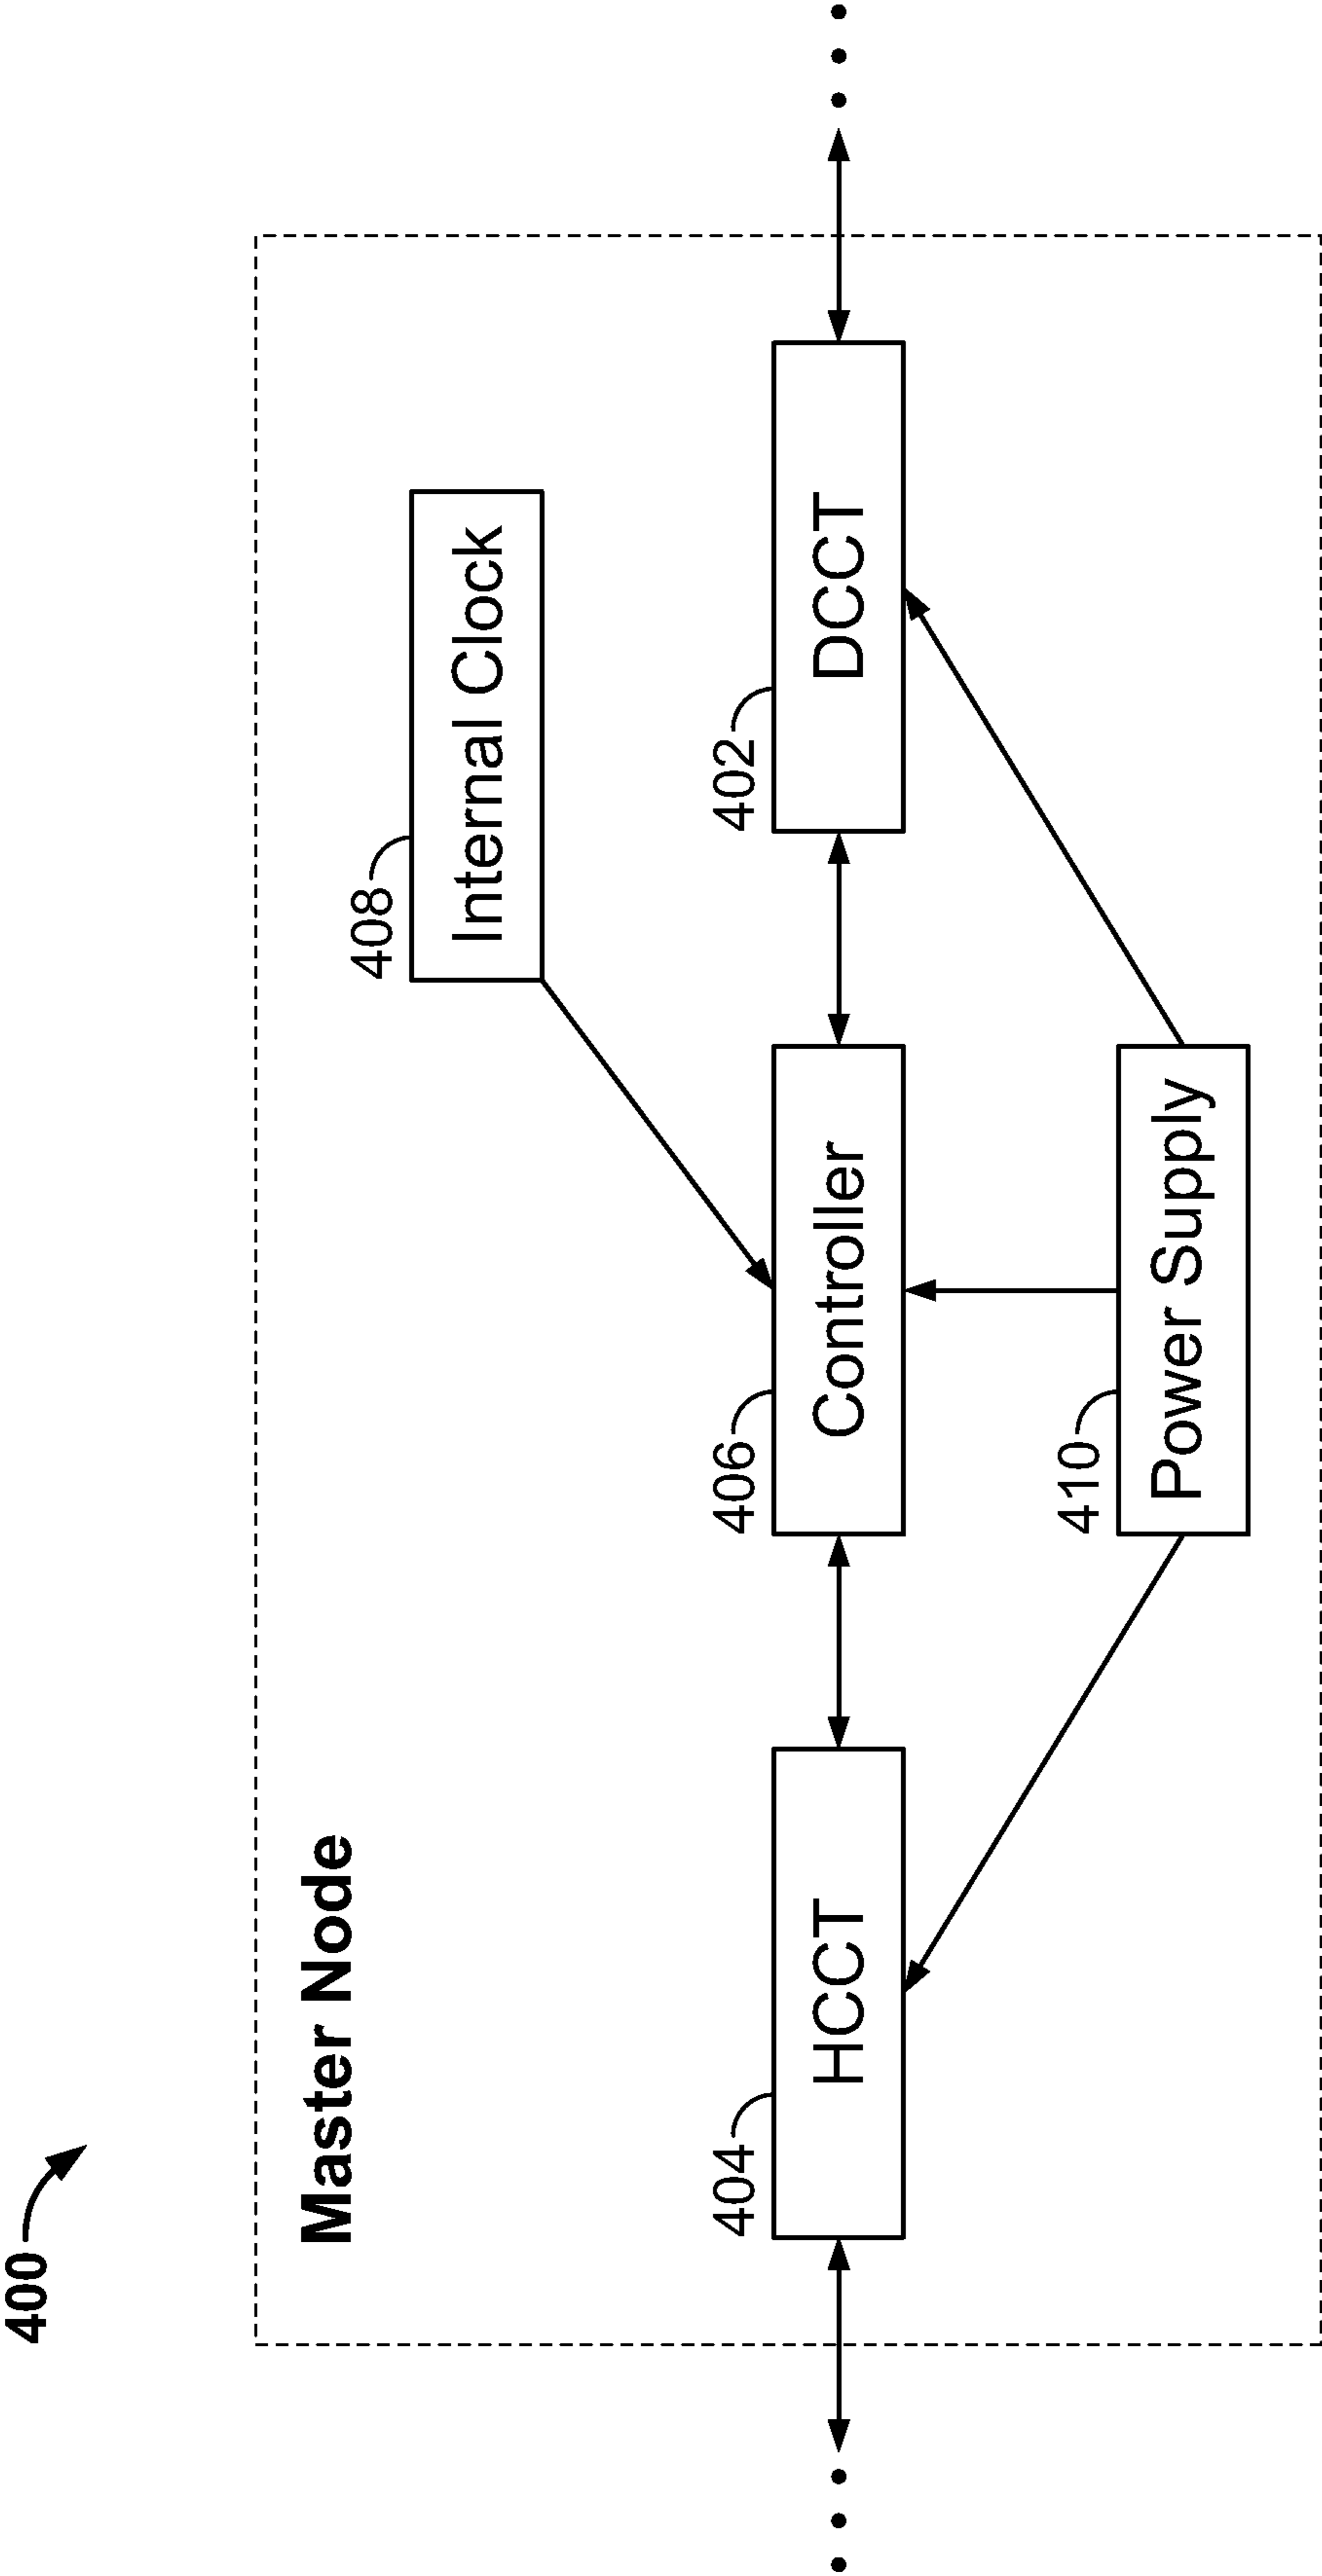 400
Master Node
408
Internal Clock
404
HCCT
406
Controller
402
DCCT
410
Power Supply